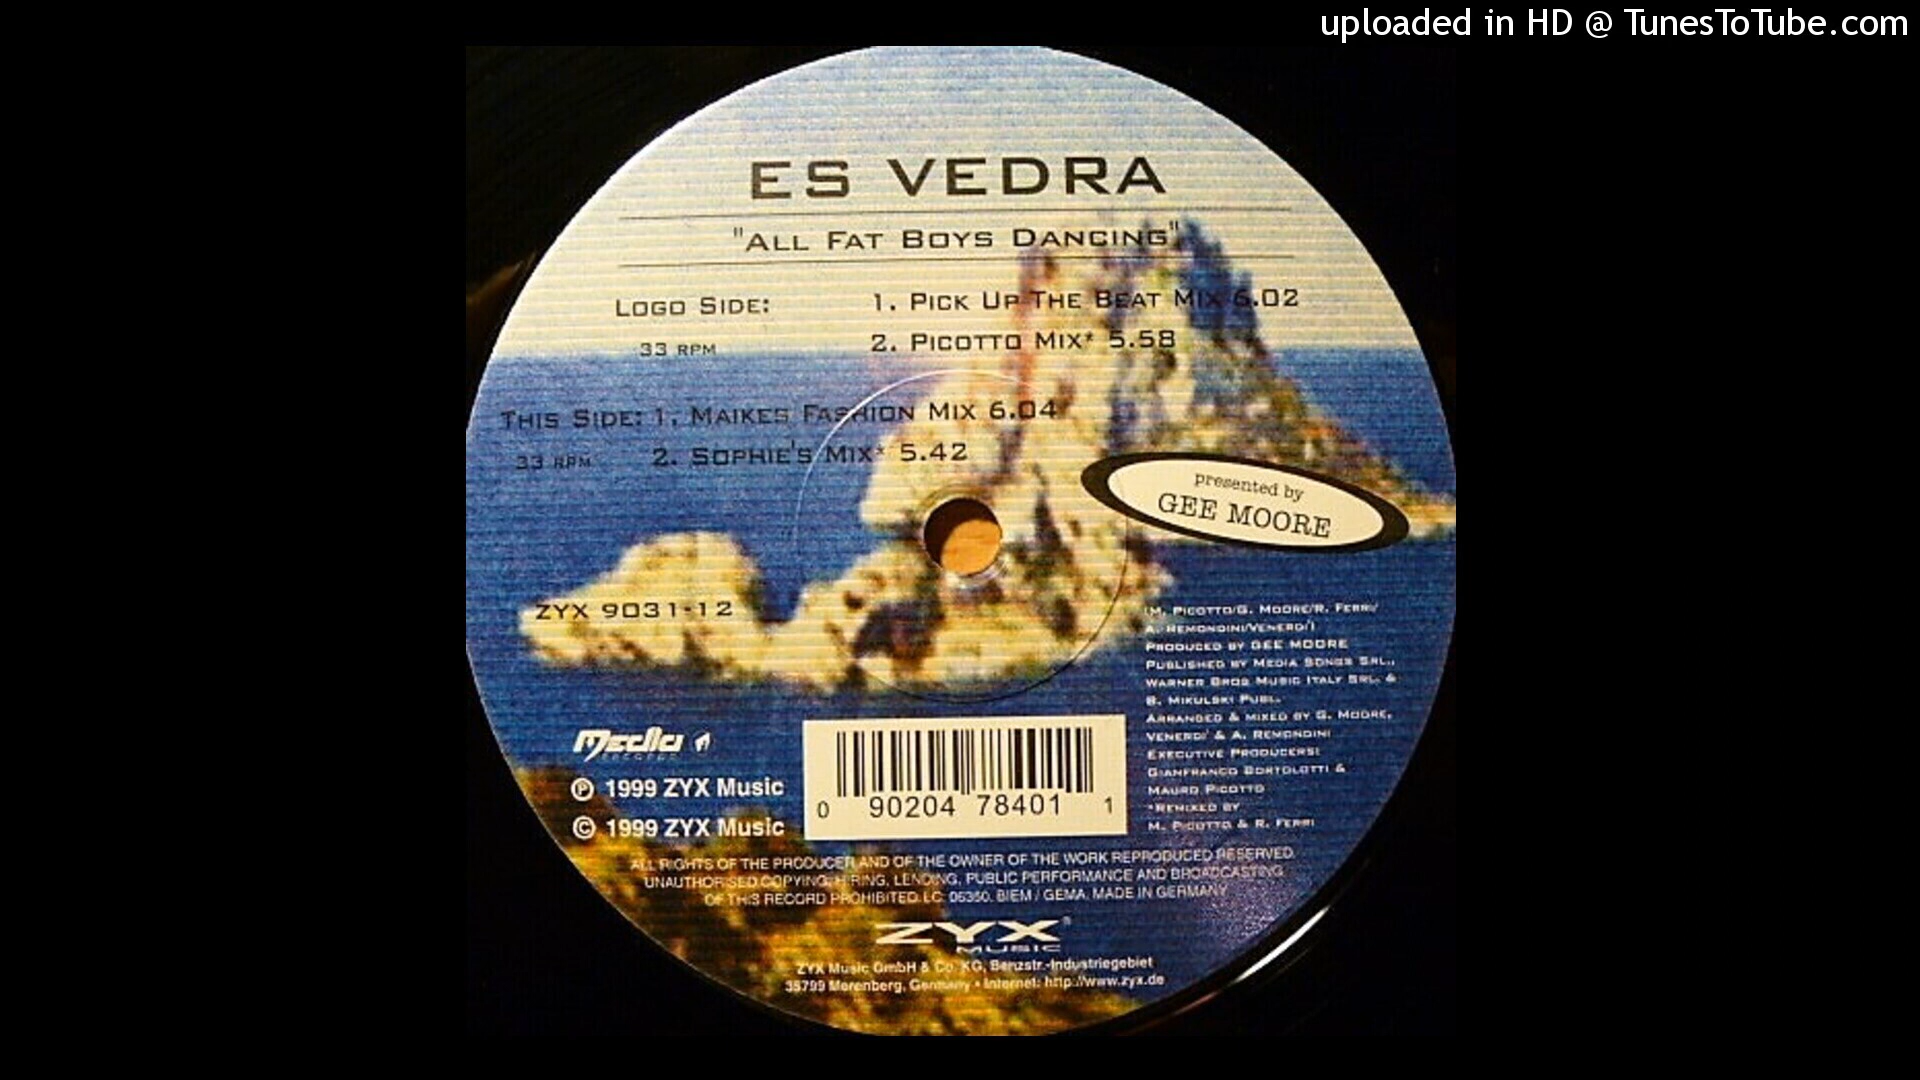 uploaded in HD @ TunesToTube.com
ES VEDRA
"ALL FAT BOYS DANCING"
LOGO SIDE: 1. PICK UP THE BEAT MIX 6.02
33 RPM 2. PICOTTO MIX* 5.58
THIS SIDE: 1. MAIKES FASHION MIX 6.04
33 RPM 2. SOPHIE'S MIX* 5.42
presented by
GEE MOORE
ZYX 9031-12
(M. PICOTTO/G. MOORE/R. FERRI/
A. REMONDINI/VENERDI')
PRODUCED BY GEE MOORE
PUBLISHED BY MEDIA SONGS SRL.,
WARNER BROS MUSIC ITALY SRL. &
B. MIKULSKI PUBL.
ARRANGED & MIXED BY G. MOORE,
VENERDI' & A. REMONDINI
EXECUTIVE PRODUCERS:
GIANFRANCO BORTOLOTTI &
MAURO PICOTTO
*REMIXED BY
M. PICOTTO & R. FERRI
Media
RECORDS
℗ 1999 ZYX Music
© 1999 ZYX Music
0 90204 78401 1
ALL RIGHTS OF THE PRODUCER AND OF THE OWNER OF THE WORK REPRODUCED RESERVED.
UNAUTHORISED COPYING, HIRING, LENDING, PUBLIC PERFORMANCE AND BROADCASTING
OF THIS RECORD PROHIBITED. LC 06350. BIEM / GEMA. MADE IN GERMANY
ZYX®
MUSIC
ZYX Music GmbH & Co. KG, Benzstr.-Industriegebiet
35799 Merenberg, Germany • Internet: http://www.zyx.de